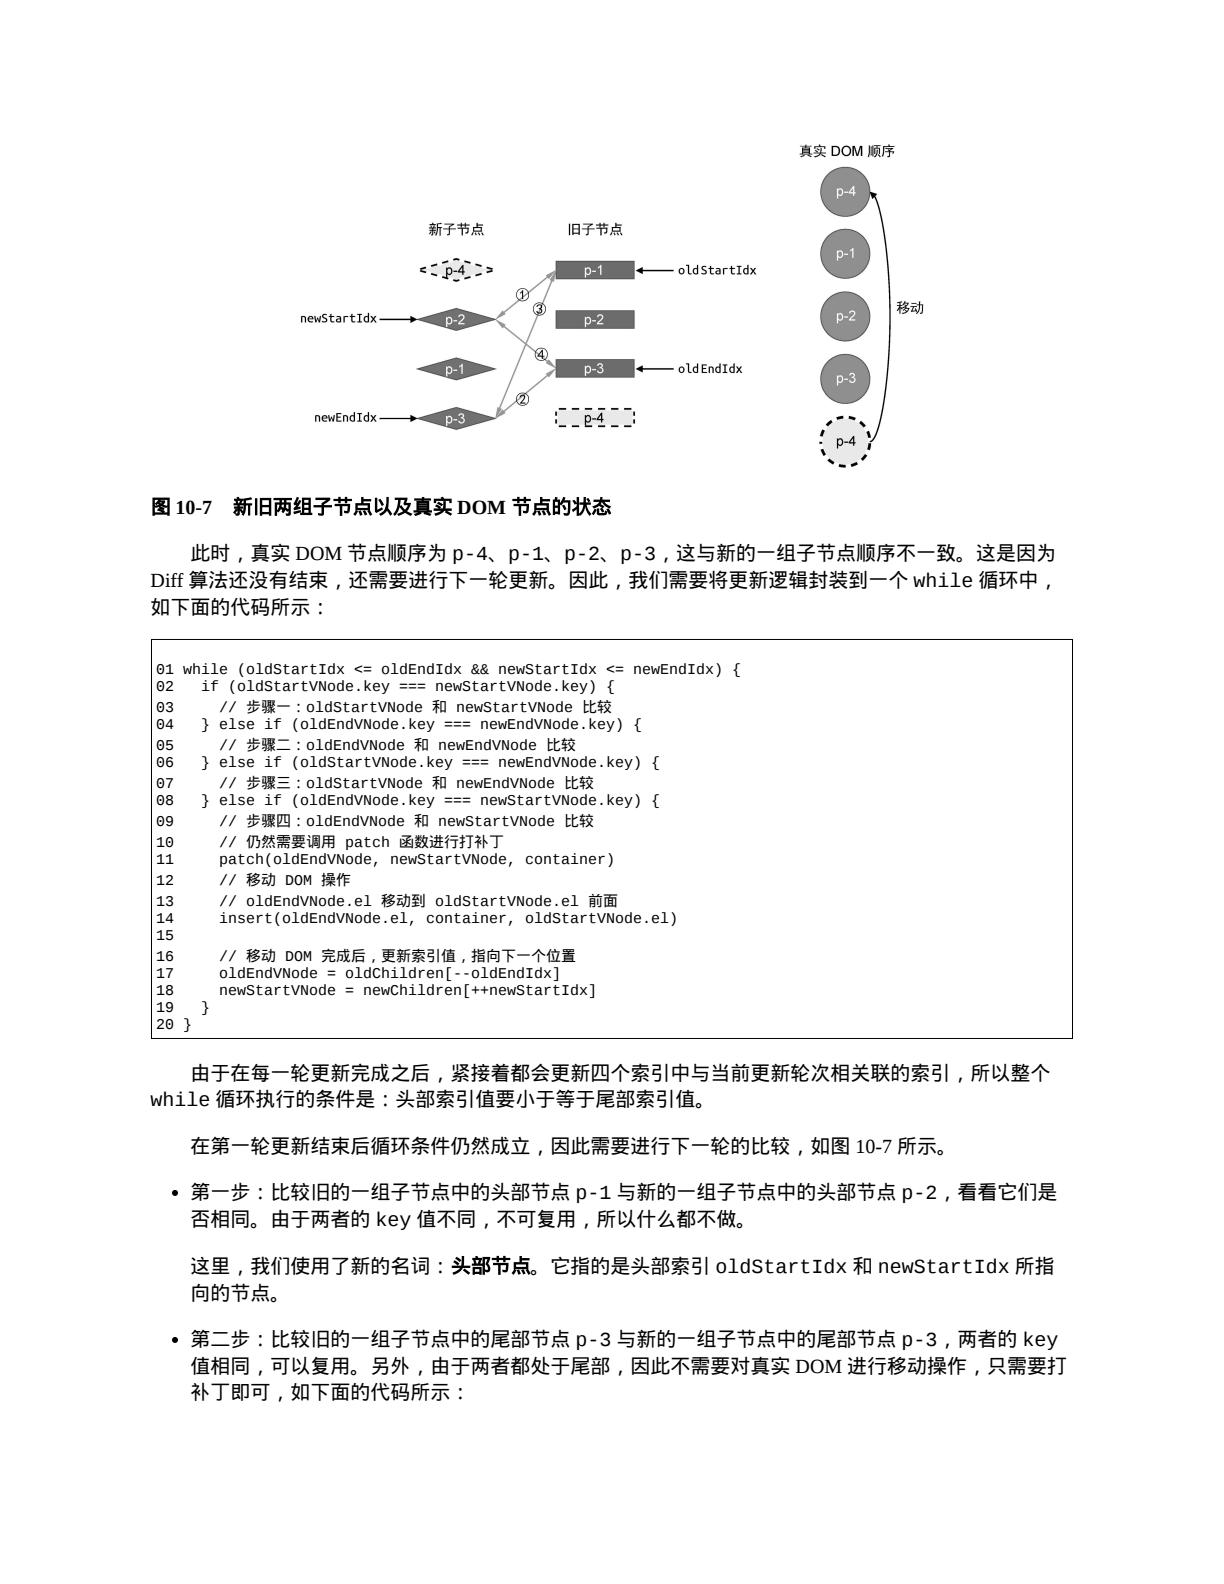 真实 DOM 顺序
p-4
新子节点 旧子节点
p-1
p-4 p-1 oldStartIdx
①
③
移动
newStartIdx p-2 p-2 p-2
④
p-1 p-3 oldEndIdx
p-3
②
newEndIdx p-3 p-4
p-4
图 10-7 新旧两组子节点以及真实 DOM 节点的状态
此时，真实 DOM 节点顺序为 p-4、p-1、p-2、p-3，这与新的一组子节点顺序不一致。这是因为
Diff 算法还没有结束，还需要进行下一轮更新。因此，我们需要将更新逻辑封装到一个 while 循环中，
如下面的代码所示：
01 while (oldStartIdx <= oldEndIdx && newStartIdx <= newEndIdx) {
02   if (oldStartVNode.key === newStartVNode.key) {
03     // 步骤一：oldStartVNode 和 newStartVNode 比较
04   } else if (oldEndVNode.key === newEndVNode.key) {
05     // 步骤二：oldEndVNode 和 newEndVNode 比较
06   } else if (oldStartVNode.key === newEndVNode.key) {
07     // 步骤三：oldStartVNode 和 newEndVNode 比较
08   } else if (oldEndVNode.key === newStartVNode.key) {
09     // 步骤四：oldEndVNode 和 newStartVNode 比较
10     // 仍然需要调用 patch 函数进行打补丁
11     patch(oldEndVNode, newStartVNode, container)
12     // 移动 DOM 操作
13     // oldEndVNode.el 移动到 oldStartVNode.el 前面
14     insert(oldEndVNode.el, container, oldStartVNode.el)
15
16     // 移动 DOM 完成后，更新索引值，指向下一个位置
17     oldEndVNode = oldChildren[--oldEndIdx]
18     newStartVNode = newChildren[++newStartIdx]
19   }
20 }
由于在每一轮更新完成之后，紧接着都会更新四个索引中与当前更新轮次相关联的索引，所以整个
while 循环执行的条件是：头部索引值要小于等于尾部索引值。
在第一轮更新结束后循环条件仍然成立，因此需要进行下一轮的比较，如图 10-7 所示。
• 第一步：比较旧的一组子节点中的头部节点 p-1 与新的一组子节点中的头部节点 p-2，看看它们是
否相同。由于两者的 key 值不同，不可复用，所以什么都不做。
这里，我们使用了新的名词：头部节点。它指的是头部索引 oldStartIdx 和 newStartIdx 所指
向的节点。
• 第二步：比较旧的一组子节点中的尾部节点 p-3 与新的一组子节点中的尾部节点 p-3，两者的 key
值相同，可以复用。另外，由于两者都处于尾部，因此不需要对真实 DOM 进行移动操作，只需要打
补丁即可，如下面的代码所示：